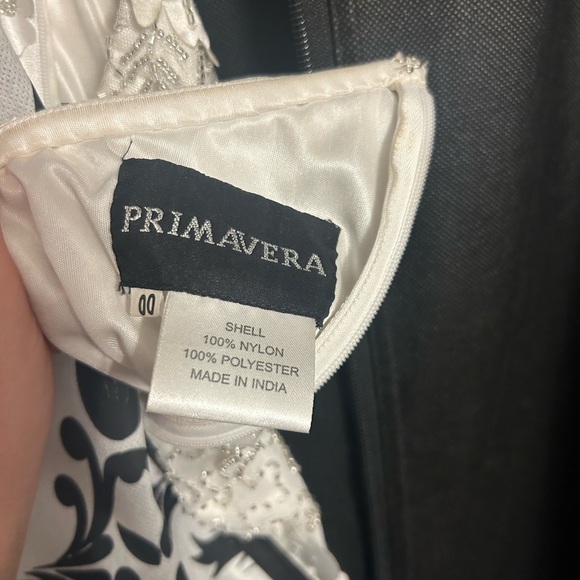 PRIMAVERA
00
SHELL
100% NYLON
100% POLYESTER
MADE IN INDIA